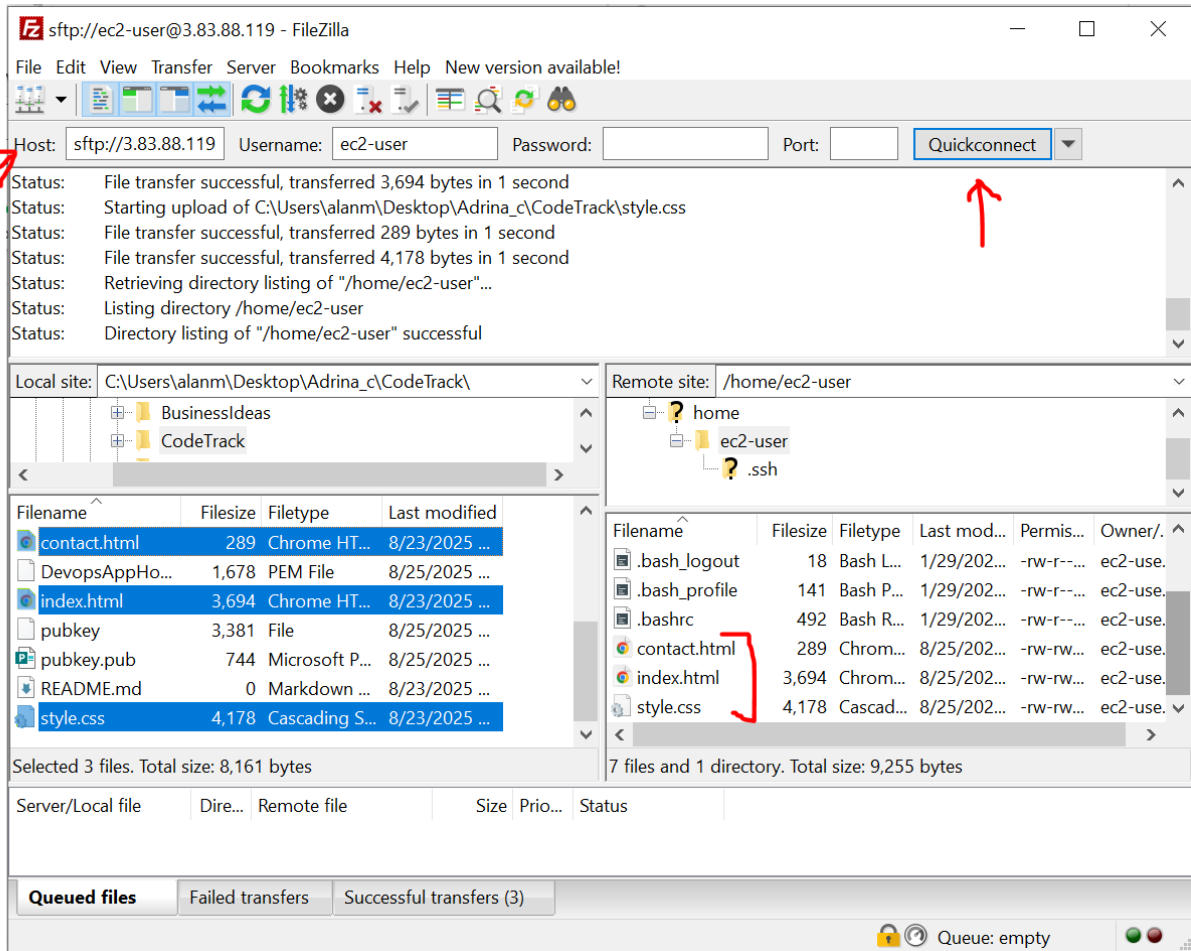 sftp://ec2-user@3.83.88.119 - FileZilla
File Edit View Transfer Server Bookmarks Help New version available!
Host: sftp://3.83.88.119 Username: ec2-user Password: Port: Quickconnect
Status: File transfer successful, transferred 3,694 bytes in 1 second
Status: Starting upload of C:\Users\alanm\Desktop\Adrina_c\CodeTrack\style.css
Status: File transfer successful, transferred 289 bytes in 1 second
Status: File transfer successful, transferred 4,178 bytes in 1 second
Status: Retrieving directory listing of "/home/ec2-user"...
Status: Listing directory /home/ec2-user
Status: Directory listing of "/home/ec2-user" successful
Local site: C:\Users\alanm\Desktop\Adrina_c\CodeTrack\
BusinessIdeas
CodeTrack
Filename Filesize Filetype Last modified
contact.html 289 Chrome HT... 8/23/2025 ...
DevopsAppHo... 1,678 PEM File 8/25/2025 ...
index.html 3,694 Chrome HT... 8/23/2025 ...
pubkey 3,381 File 8/25/2025 ...
pubkey.pub 744 Microsoft P... 8/25/2025 ...
README.md 0 Markdown ... 8/23/2025 ...
style.css 4,178 Cascading S... 8/23/2025 ...
Selected 3 files. Total size: 8,161 bytes
Remote site: /home/ec2-user
home
ec2-user
.ssh
Filename Filesize Filetype Last mod... Permis... Owner/.
.bash_logout 18 Bash L... 1/29/202... -rw-r--... ec2-use.
.bash_profile 141 Bash P... 1/29/202... -rw-r--... ec2-use.
.bashrc 492 Bash R... 1/29/202... -rw-r--... ec2-use.
contact.html 289 Chrom... 8/25/202... -rw-rw... ec2-use.
index.html 3,694 Chrom... 8/25/202... -rw-rw... ec2-use.
style.css 4,178 Cascad... 8/25/202... -rw-rw... ec2-use.
7 files and 1 directory. Total size: 9,255 bytes
Server/Local file Dire... Remote file Size Prio... Status
Queued files Failed transfers Successful transfers (3)
Queue: empty